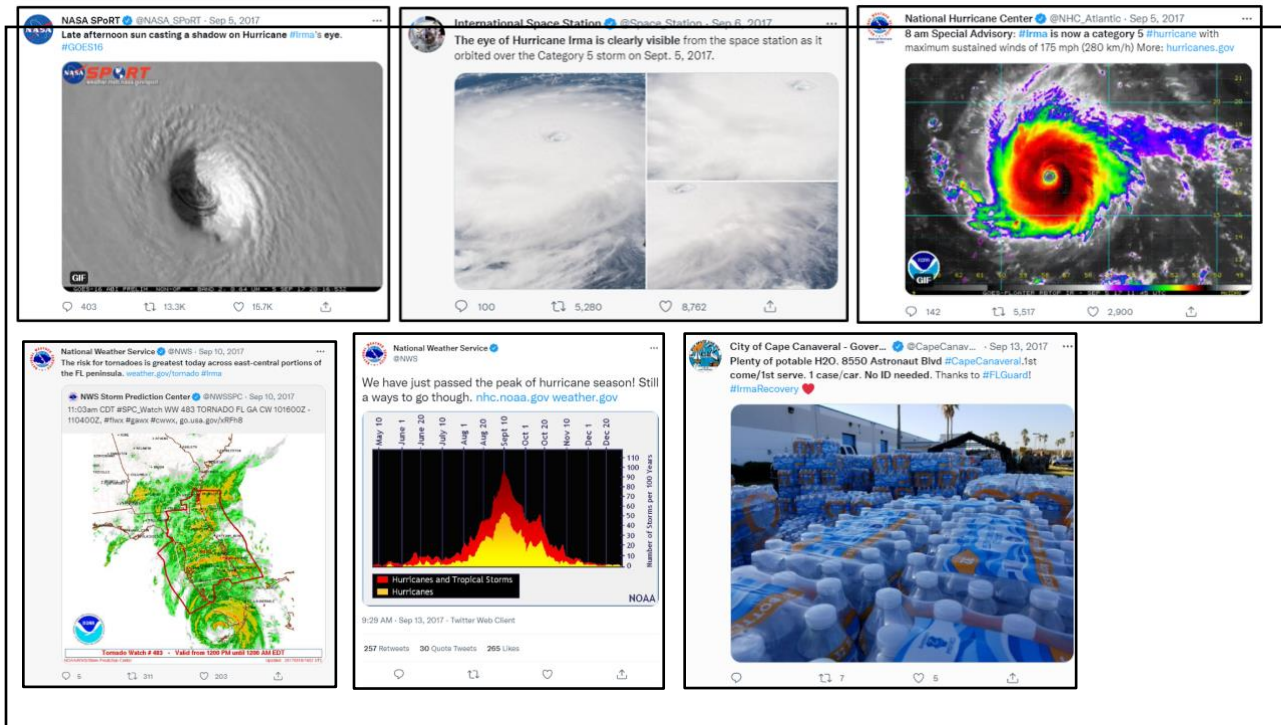 NASA SPoRT @NASA_SPoRT · Sep 5, 2017
Late afternoon sun casting a shadow on Hurricane #Irma's eye.
#GOES16
NASA SPORT
GIF
403 13.3K 15.7K
International Space Station @Space_Station · Sep 6, 2017
The eye of Hurricane Irma is clearly visible from the space station as it
orbited over the Category 5 storm on Sept. 5, 2017.
100 5,280 8,762
National Hurricane Center @NHC_Atlantic · Sep 5, 2017
8 am Special Advisory: #Irma is now a category 5 #hurricane with
maximum sustained winds of 175 mph (280 km/h) More: hurricanes.gov
142 5,517 2,900
National Weather Service @NWS · Sep 10, 2017
The risk for tornadoes is greatest today across east-central portions of
the FL peninsula. weather.gov/tornado #Irma
NWS Storm Prediction Center @NWSSPC · Sep 10, 2017
11:03am CDT #SPC_Watch WW 483 TORNADO FL GA CW 101600Z -
110400Z, #flwx #gawx #cwwx, go.usa.gov/xRFh8
Tornado Watch # 483 - Valid from 1200 PM until 1200 AM EDT
5 311 203
National Weather Service
@NWS
We have just passed the peak of hurricane season! Still
a ways to go though. nhc.noaa.gov weather.gov
May 10 June 1 June 20 July 10 Aug 1 Aug 20 Sept 10 Oct 1 Oct 20 Nov 10 Dec 1 Dec 20
110
100
90
80
70
60
50
40
30
20
10
0
Number of Storms per 100 Years
Hurricanes and Tropical Storms
Hurricanes
NOAA
9:29 AM · Sep 13, 2017 · Twitter Web Client
257 Retweets 30 Quote Tweets 265 Likes
City of Cape Canaveral - Gover... @CapeCanav... · Sep 13, 2017
Plenty of potable H2O. 8550 Astronaut Blvd #CapeCanaveral.1st
come/1st serve. 1 case/car. No ID needed. Thanks to #FLGuard!
#IrmaRecovery
7 5